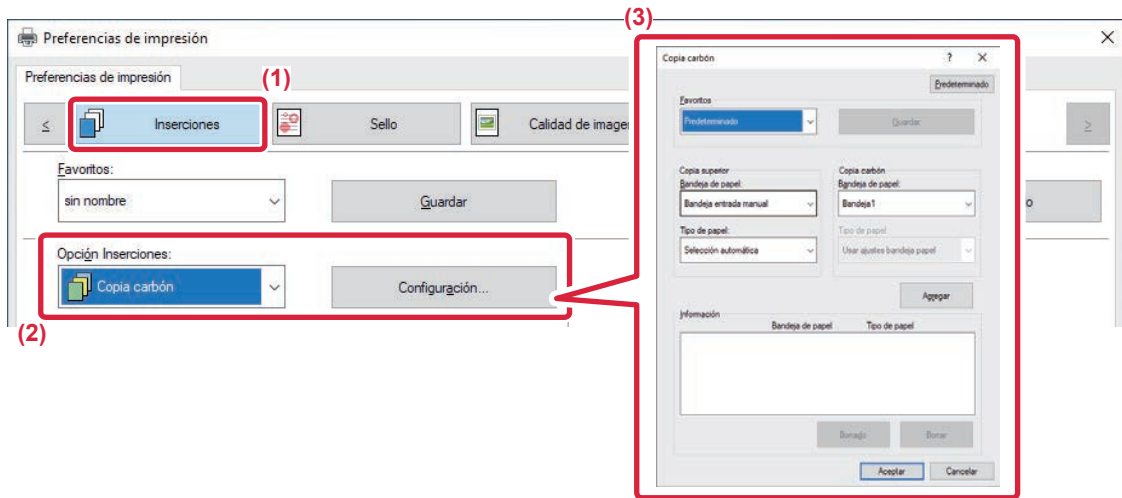 (3)
Preferencias de impresión
Preferencias de impresión
(1)
≤ Inserciones Sello Calidad de imagen ≥
Favoritos:
sin nombre Guardar o
Opción Inserciones:
Copia carbón Configuración...
(2)
Copia carbón ? X
Predeterminado
Favoritos
Predeterminado Guardar
Copia superior Copia carbón
Bandeja de papel: Bandeja de papel:
Bandeja entrada manual Bandeja1
Tipo de papel: Tipo de papel
Selección automática Usar ajustes bandeja papel
Agregar
Información
Bandeja de papel Tipo de papel
Borrado Borrar
Aceptar Cancelar